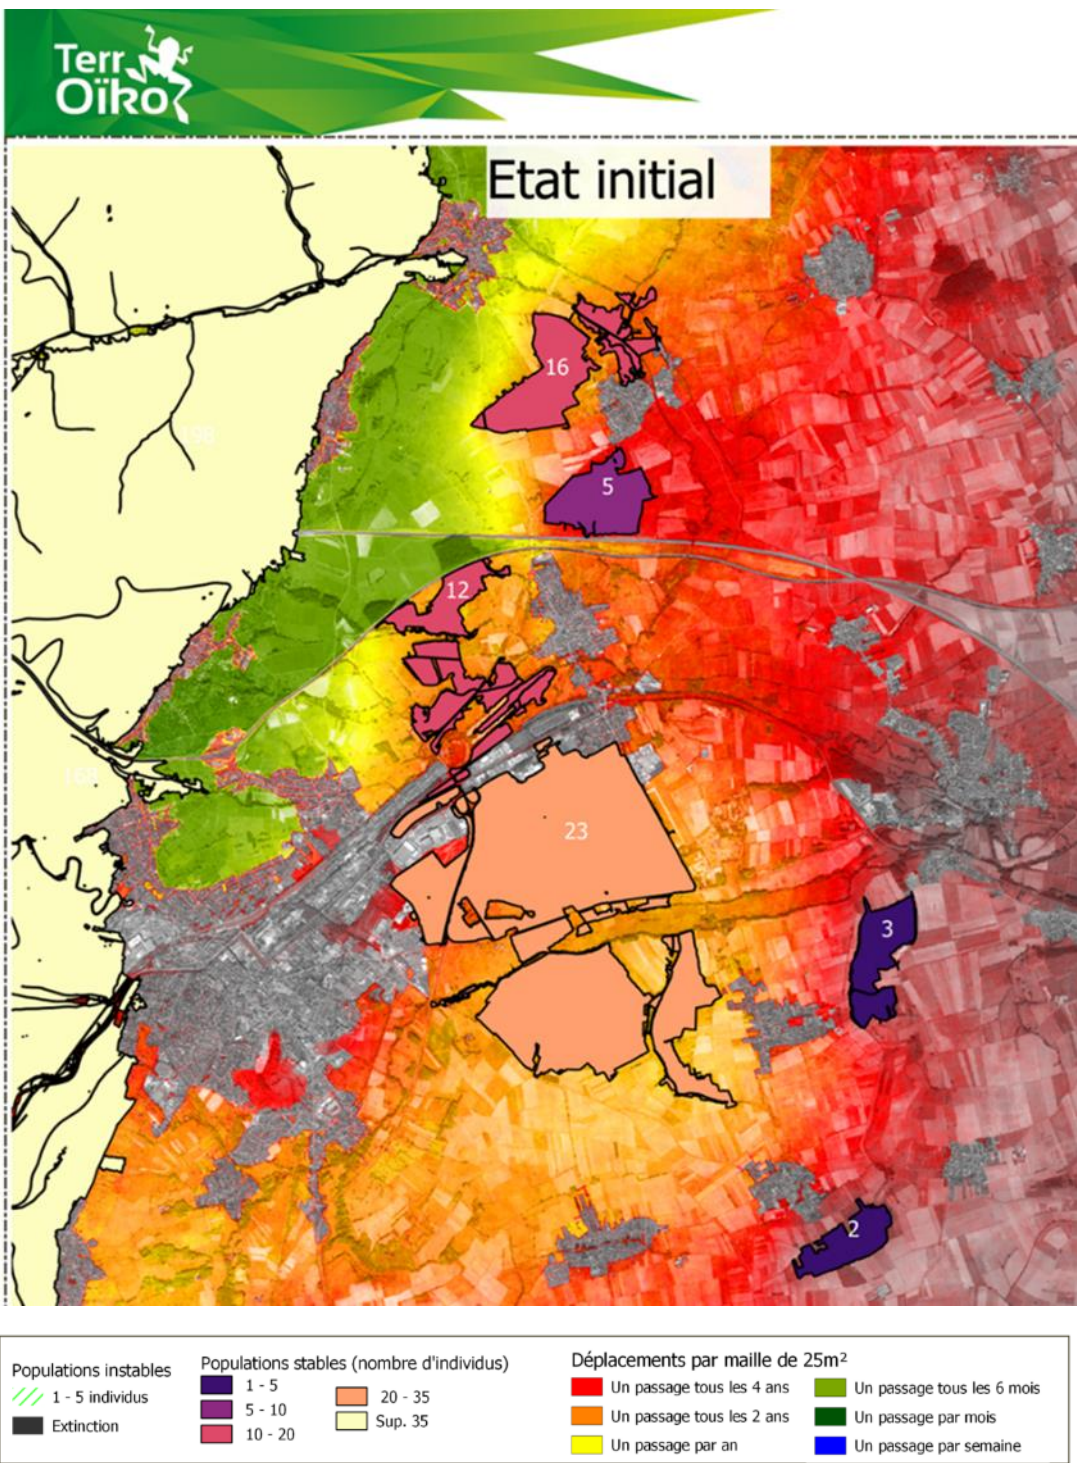 Terr
Oïko
Etat initial
16
198
5
12
168
23
3
2
Populations instables
1 - 5 individus
Extinction
Populations stables (nombre d'individus)
1 - 5
5 - 10
10 - 20
20 - 35
Sup. 35
Déplacements par maille de 25m²
Un passage tous les 4 ans
Un passage tous les 2 ans
Un passage par an
Un passage tous les 6 mois
Un passage par mois
Un passage par semaine